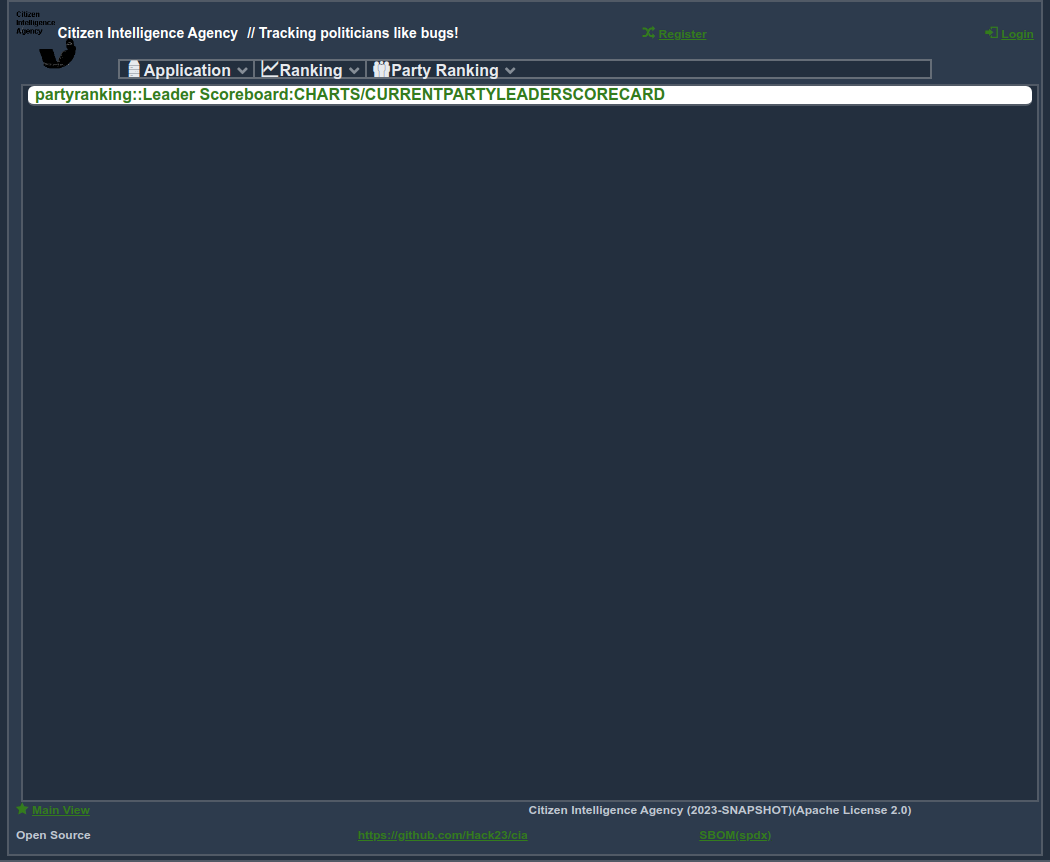 Citizen
Intelligence
Agency
Citizen Intelligence Agency // Tracking politicians like bugs!
Register
Login
Application
Ranking
Party Ranking
partyranking::Leader Scoreboard:CHARTS/CURRENTPARTYLEADERSCORECARD
Main View
Citizen Intelligence Agency (2023-SNAPSHOT)(Apache License 2.0)
Open Source
https://github.com/Hack23/cia
SBOM(spdx)